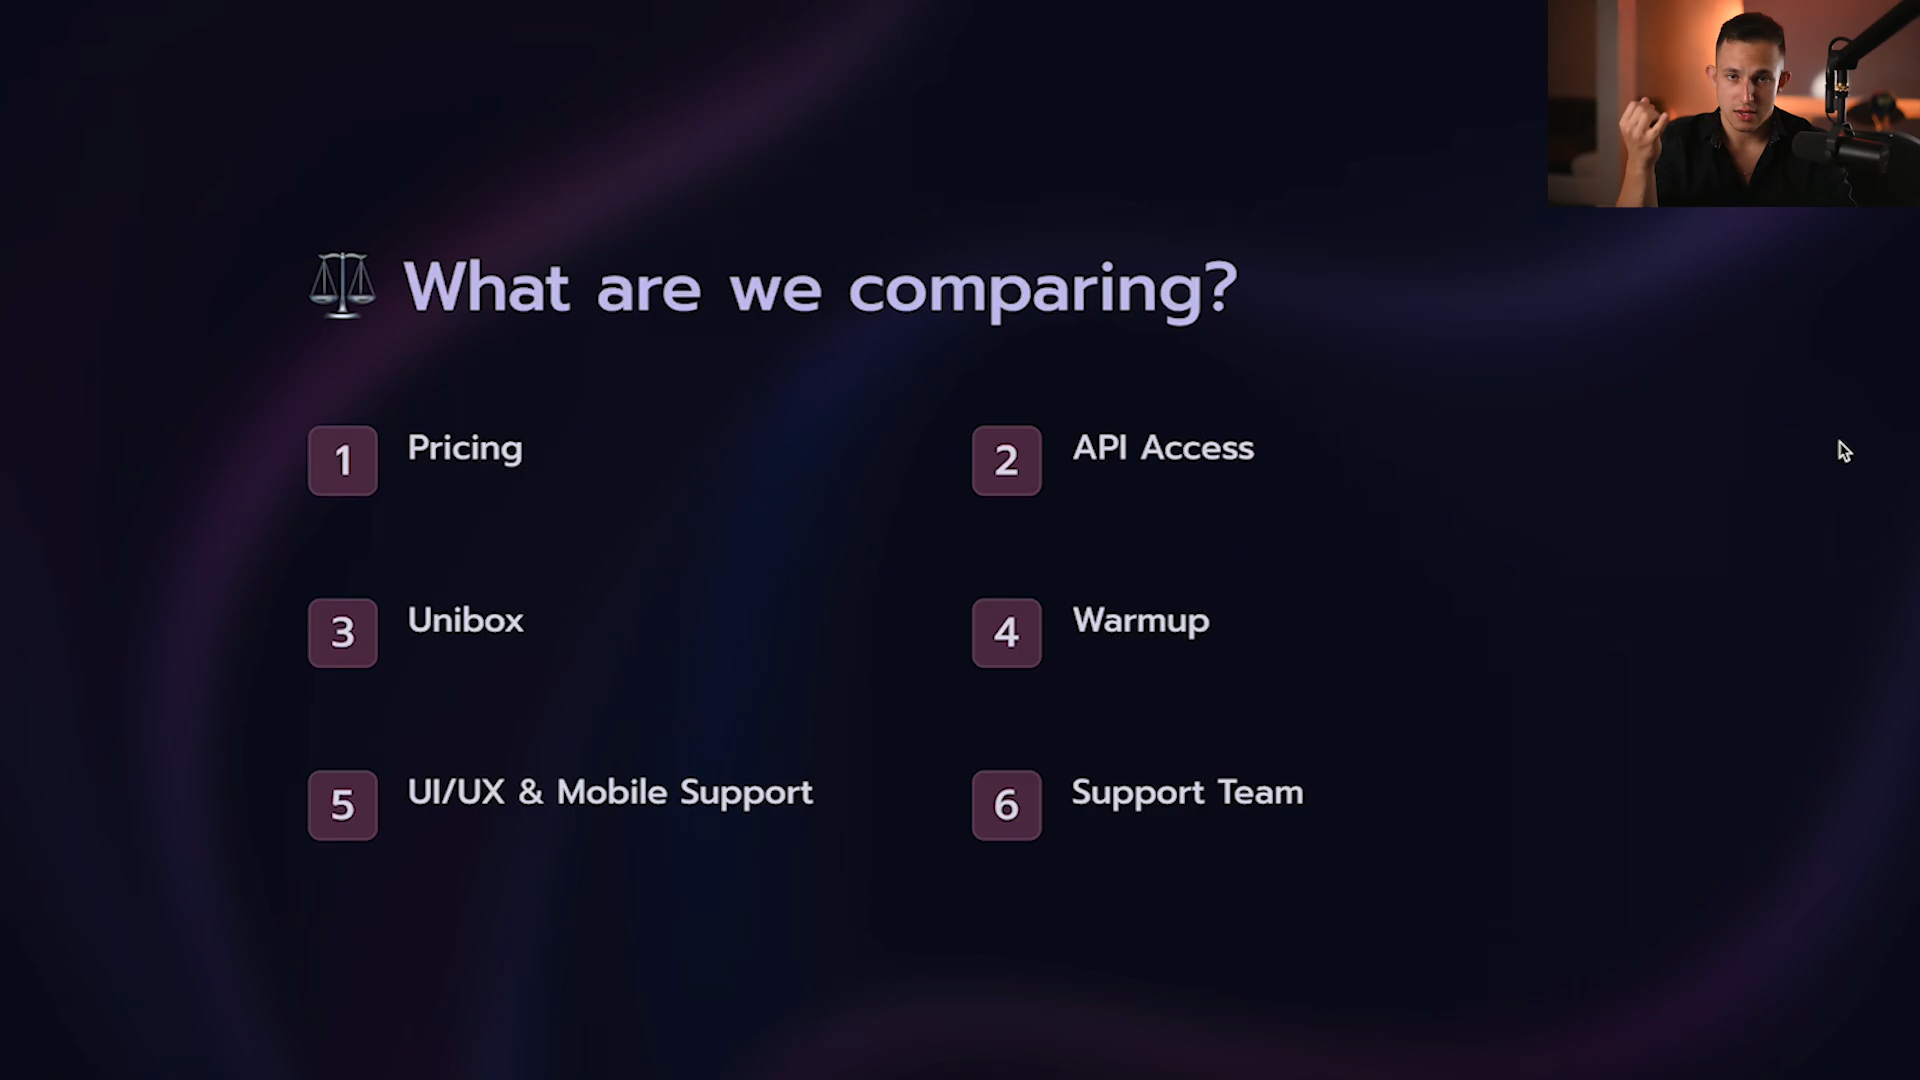 What are we comparing?
1 Pricing
2 API Access
3 Unibox
4 Warmup
5 UI/UX & Mobile Support
6 Support Team